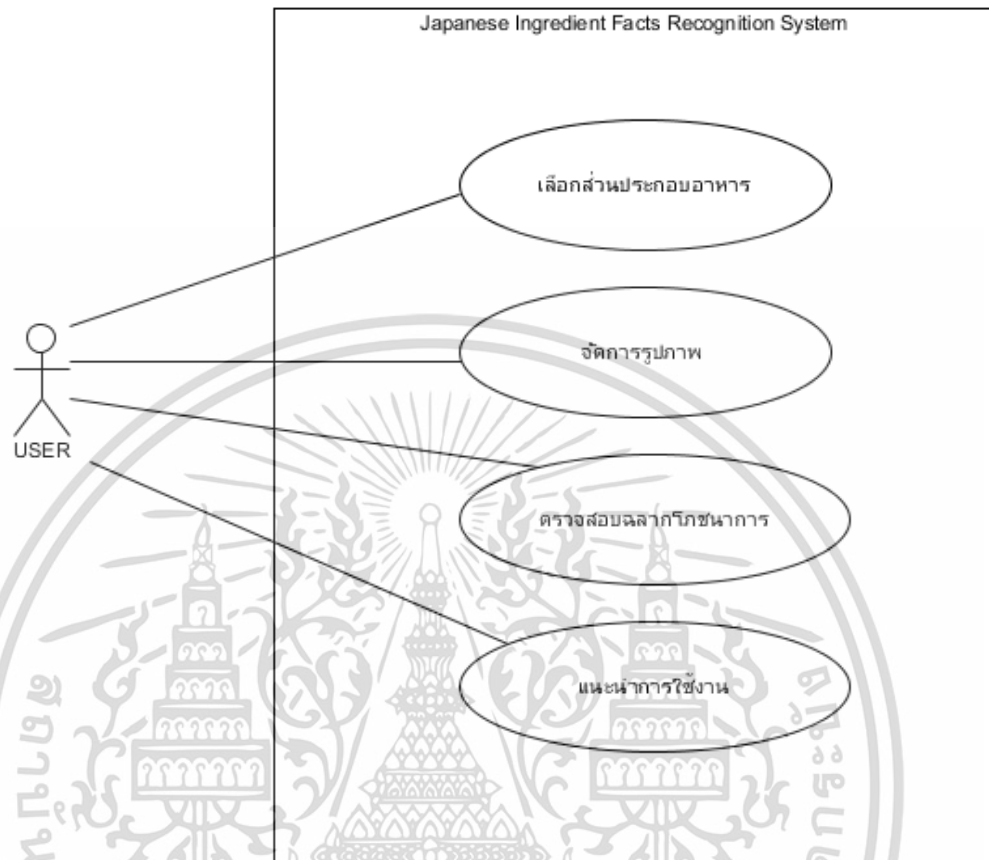 Japanese Ingredient Facts Recognition System
เลือกส่วนประกอบอาหาร
จัดการรูปภาพ
USER
ตรวจสอบฉลากโภชนาการ
แนะนำการใช้งาน